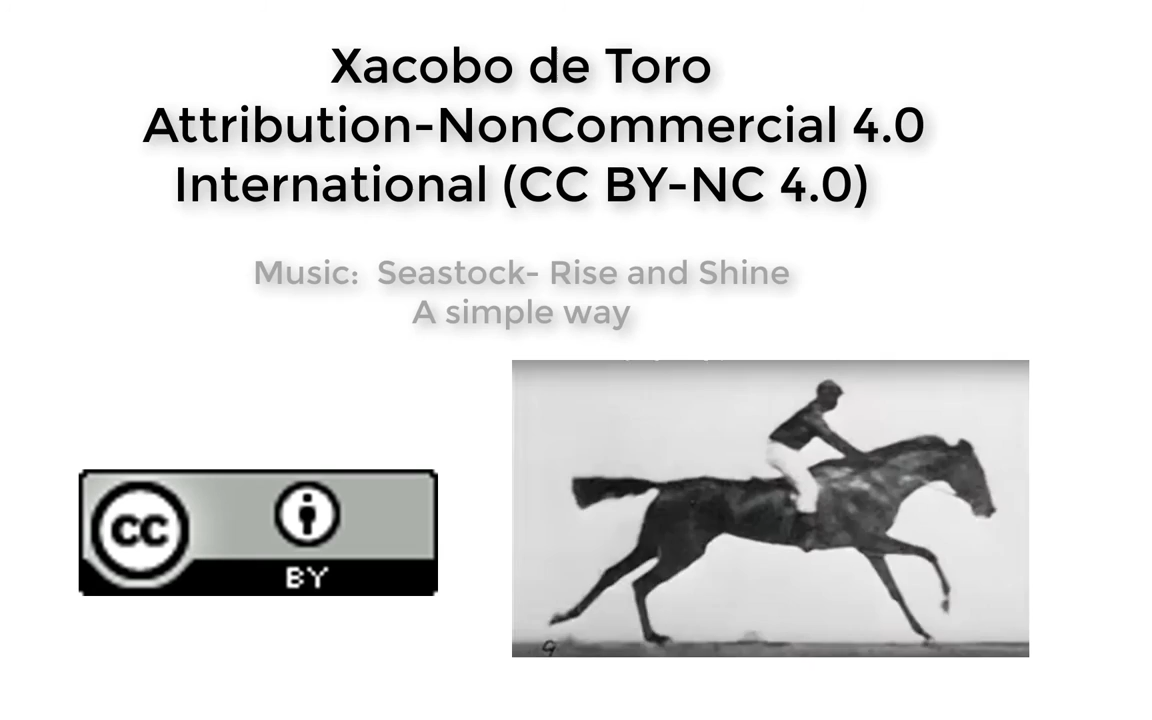 Xacobo de Toro
Attribution-NonCommercial 4.0
International (CC BY-NC 4.0)
Music: Seastock- Rise and Shine
A simple way
CC
BY